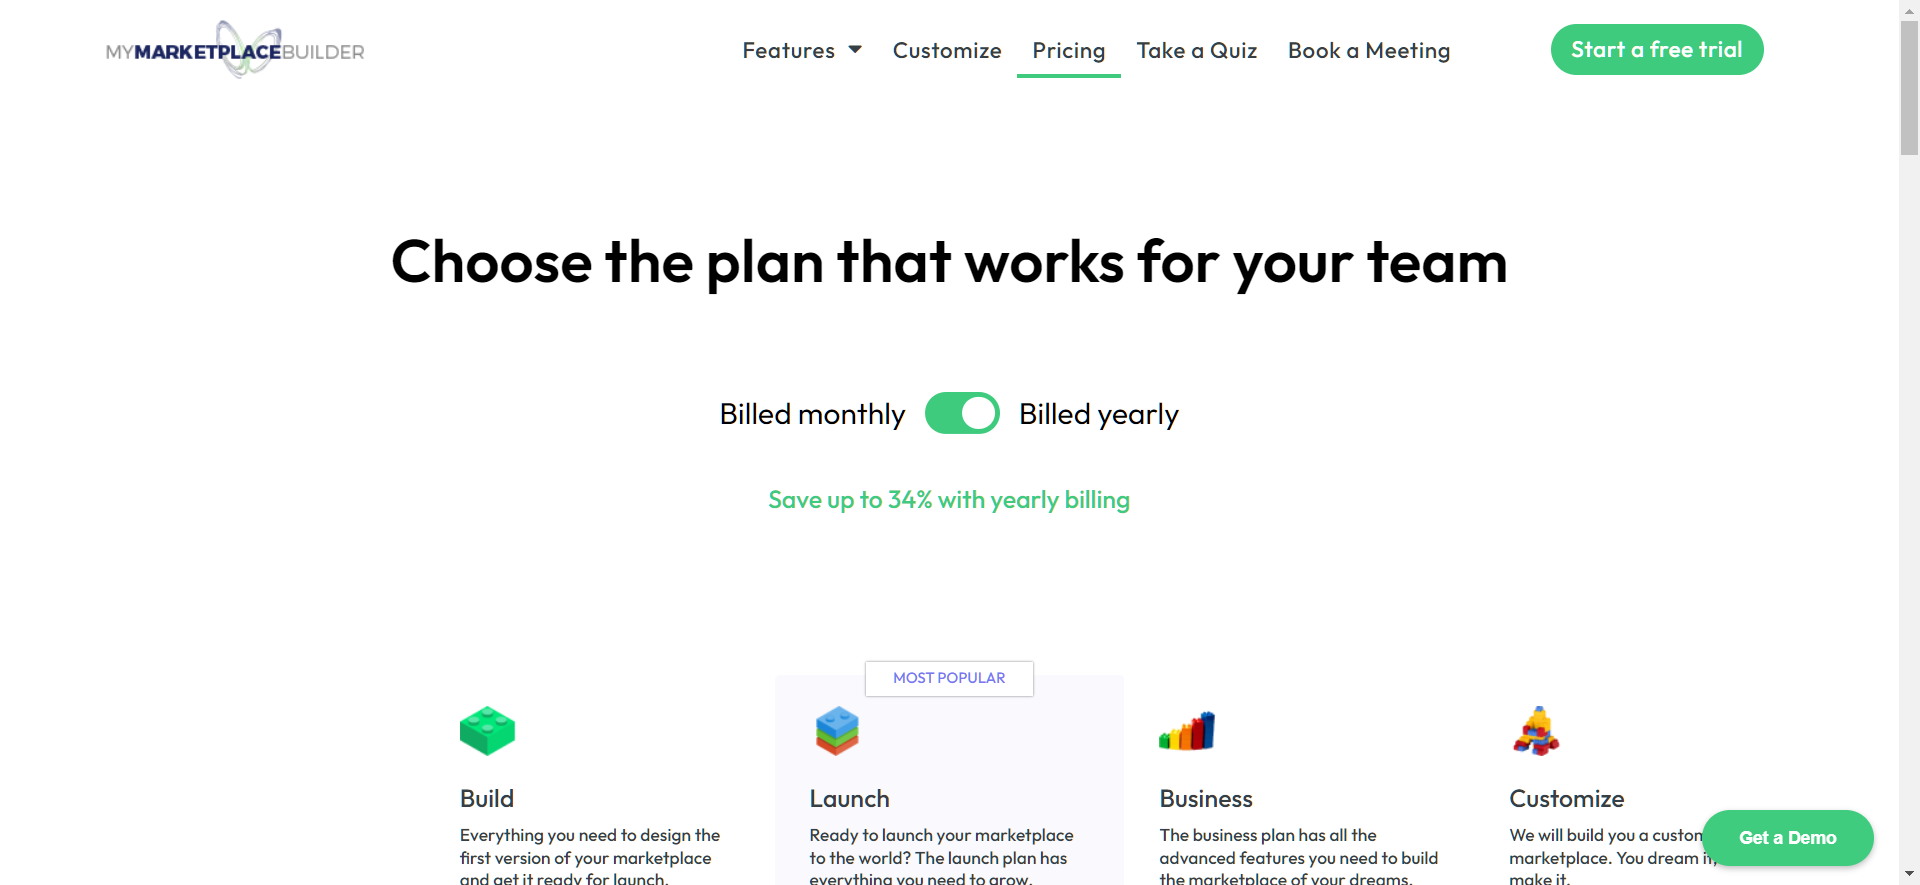 MYMARKETPLACEBUILDER
Features
Customize
Pricing
Take a Quiz
Book a Meeting
Start a free trial
Choose the plan that works for your team
Billed monthly
Billed yearly
Save up to 34% with yearly billing
MOST POPULAR
Build
Everything you need to design the
first version of your marketplace
and get it ready for launch.
Launch
Ready to launch your marketplace
to the world? The launch plan has
everything you need to grow.
Business
The business plan has all the
advanced features you need to build
the marketplace of your dreams.
Customize
We will build you a custom
marketplace. You dream it,
make it.
Get a Demo